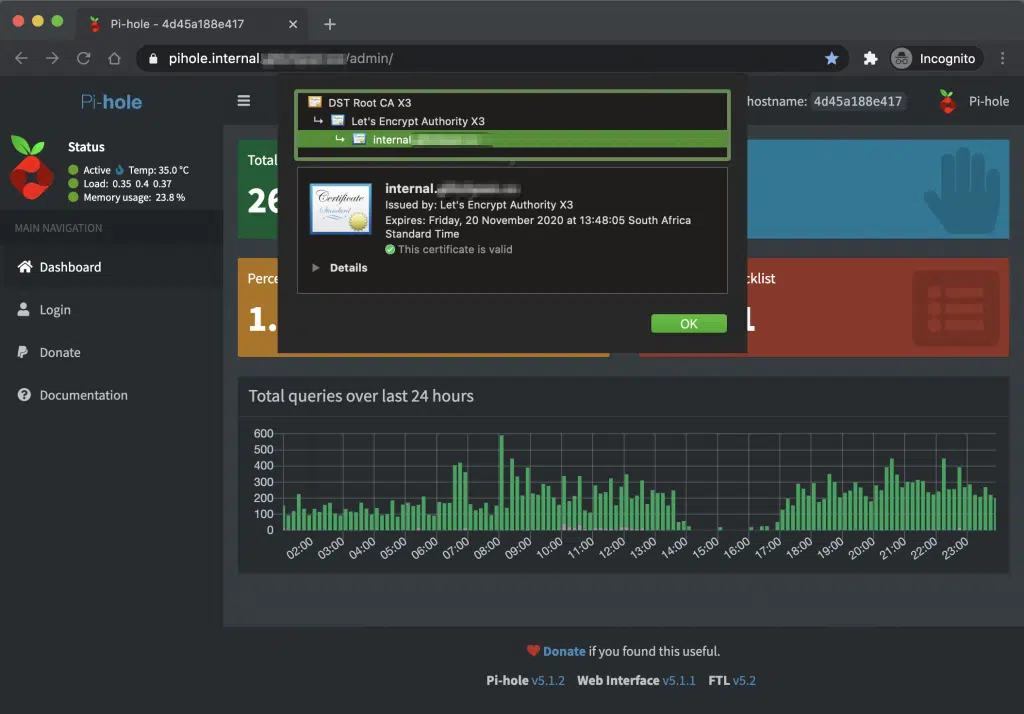 Pi-hole - 4d45a188e417
pihole.internal. /admin/
Incognito
Pi-hole
hostname: 4d45a188e417
Pi-hole
DST Root CA X3
Let's Encrypt Authority X3
internal
Certificate
Standard
internal.
Issued by: Let's Encrypt Authority X3
Expires: Friday, 20 November 2020 at 13:48:05 South Africa
Standard Time
This certificate is valid
Details
OK
Status
Active Temp: 35.0 °C
Load: 0.35 0.4 0.37
Memory usage: 23.8 %
MAIN NAVIGATION
Dashboard
Login
Donate
Documentation
Total
26
Perce
1.
cklist
Total queries over last 24 hours
600
500
400
300
200
100
0
02:00 03:00 04:00 05:00 06:00 07:00 08:00 09:00 10:00 11:00 12:00 13:00 14:00 15:00 16:00 17:00 18:00 19:00 20:00 21:00 22:00 23:00
Donate if you found this useful.
Pi-hole v5.1.2 Web Interface v5.1.1 FTL v5.2